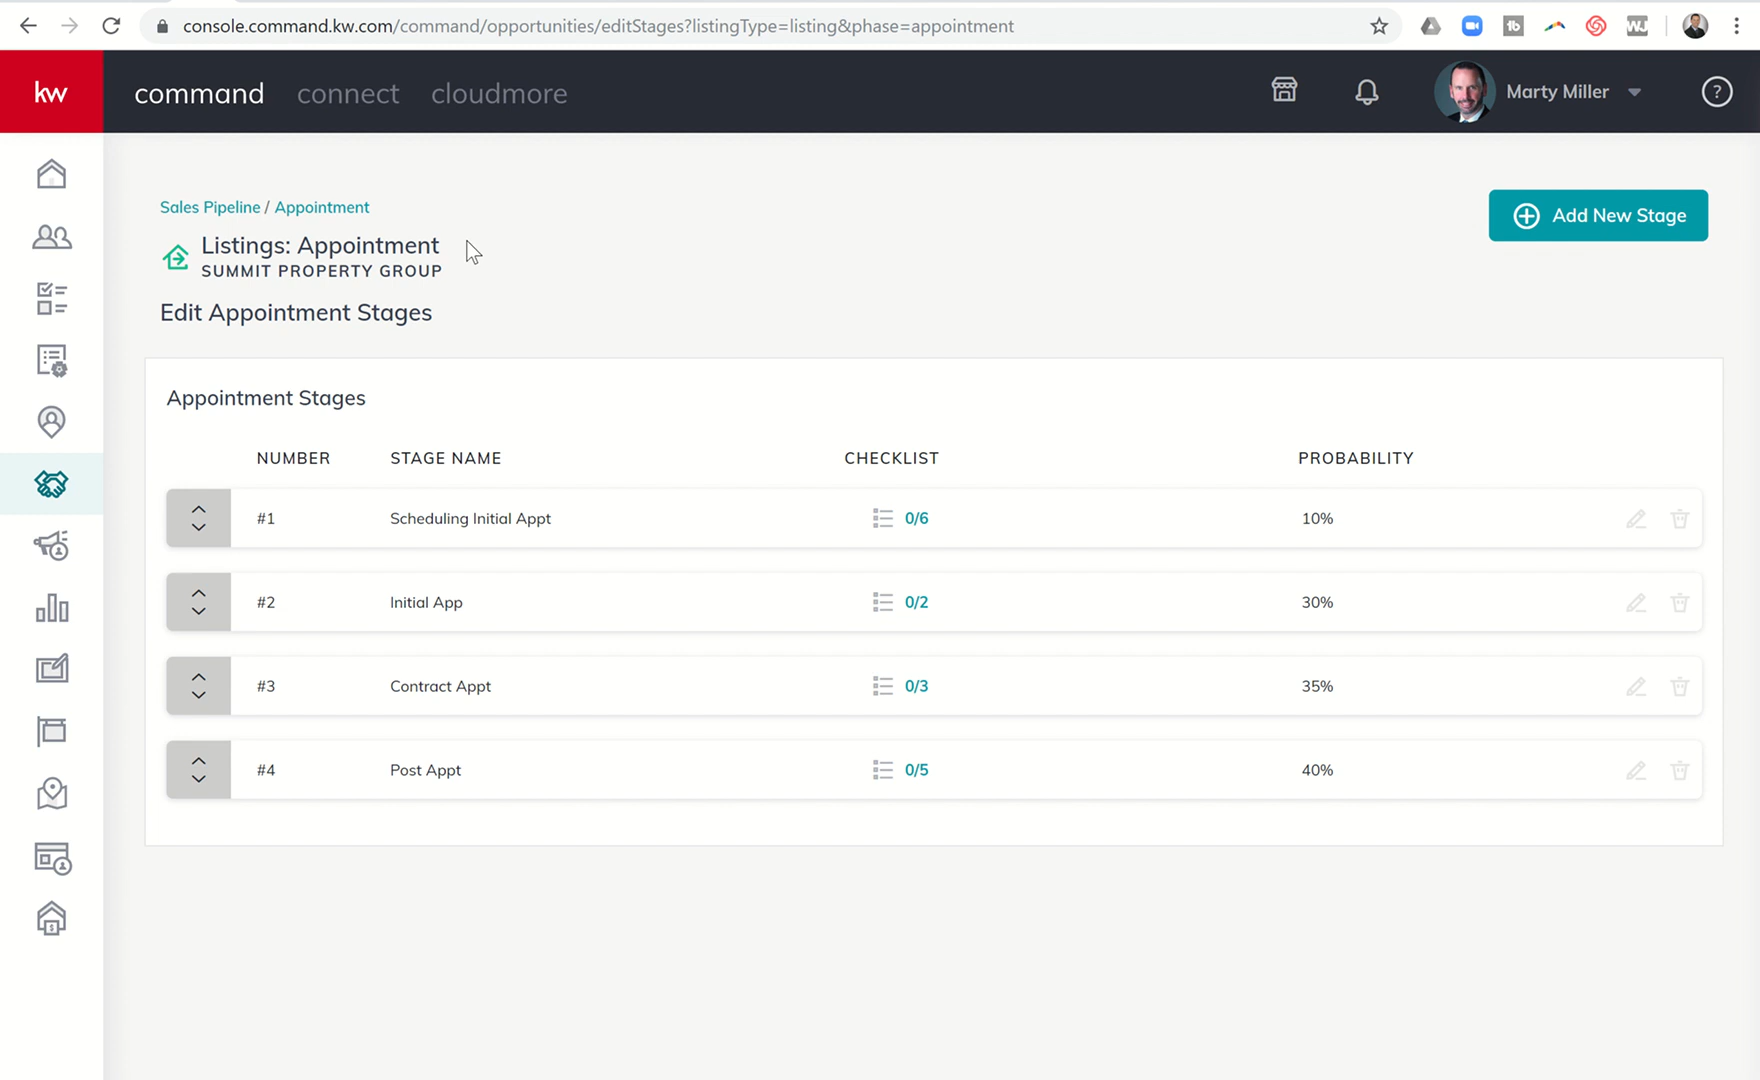 console.command.kw.com/command/opportunities/editStages?listingType=listing&phase=appointment
kw command connect cloudmore Marty Miller ?
Sales Pipeline / Appointment
Add New Stage
Listings: Appointment
SUMMIT PROPERTY GROUP
Edit Appointment Stages
Appointment Stages
NUMBER STAGE NAME CHECKLIST PROBABILITY
#1 Scheduling Initial Appt 0/6 10%
#2 Initial App 0/2 30%
#3 Contract Appt 0/3 35%
#4 Post Appt 0/5 40%